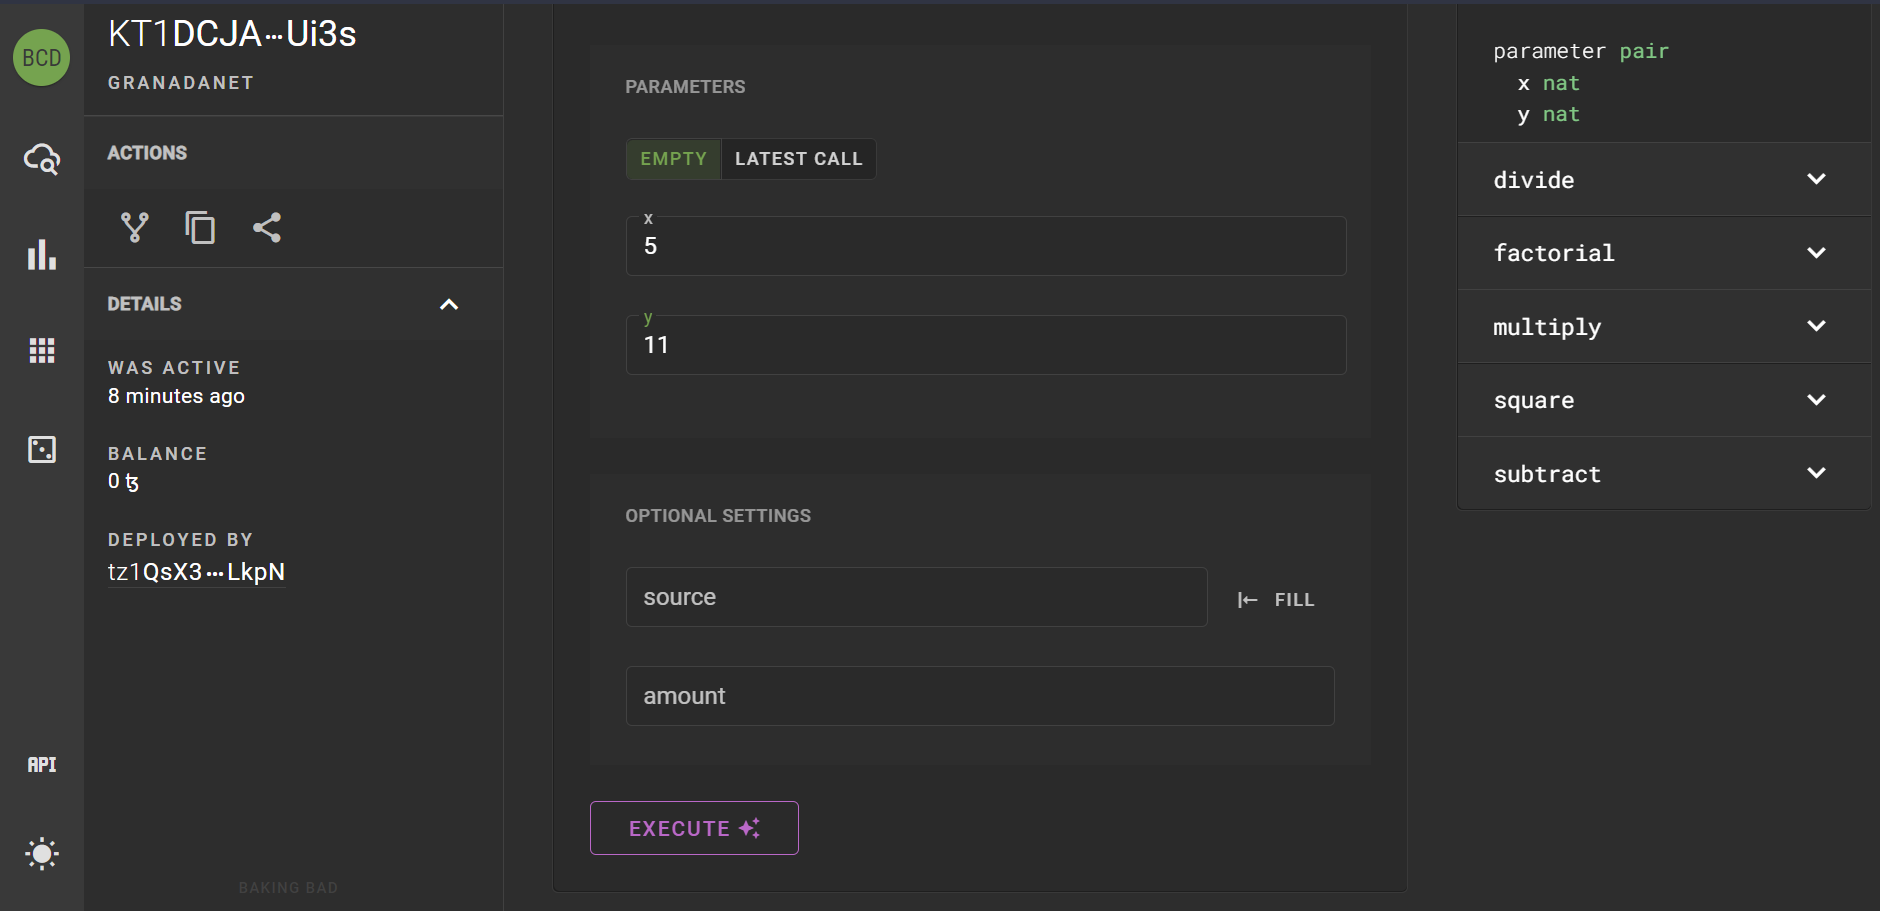 BCD
KT1DCJA···Ui3s
GRANADANET
ACTIONS
DETAILS
WAS ACTIVE
8 minutes ago
BALANCE
0 ꜩ
DEPLOYED BY
tz1QsX3···LkpN
API
BAKING BAD
PARAMETERS
EMPTY
LATEST CALL
x
5
y
11
OPTIONAL SETTINGS
source
FILL
amount
EXECUTE
parameter pair
x nat
y nat
divide
factorial
multiply
square
subtract